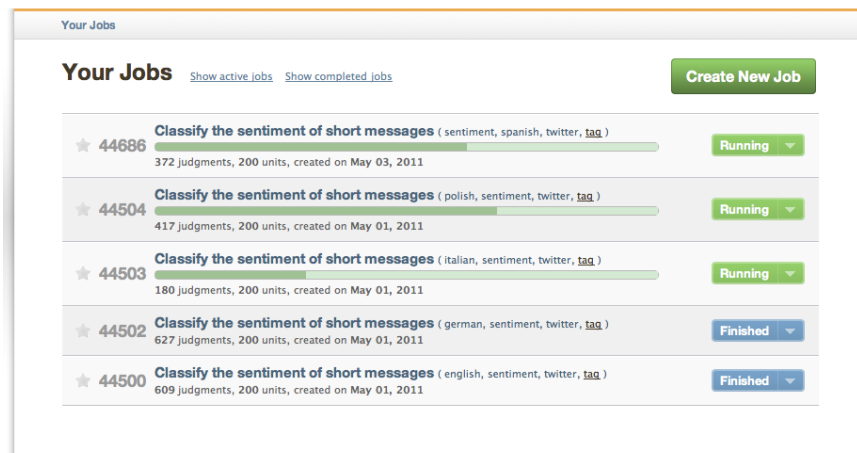 Your Jobs
Your Jobs Show active jobs Show completed jobs Create New Job
44686 Classify the sentiment of short messages ( sentiment, spanish, twitter, tag ) Running
372 judgments, 200 units, created on May 03, 2011
44504 Classify the sentiment of short messages ( polish, sentiment, twitter, tag ) Running
417 judgments, 200 units, created on May 01, 2011
44503 Classify the sentiment of short messages ( italian, sentiment, twitter, tag ) Running
180 judgments, 200 units, created on May 01, 2011
44502 Classify the sentiment of short messages ( german, sentiment, twitter, tag ) Finished
627 judgments, 200 units, created on May 01, 2011
44500 Classify the sentiment of short messages ( english, sentiment, twitter, tag ) Finished
609 judgments, 200 units, created on May 01, 2011